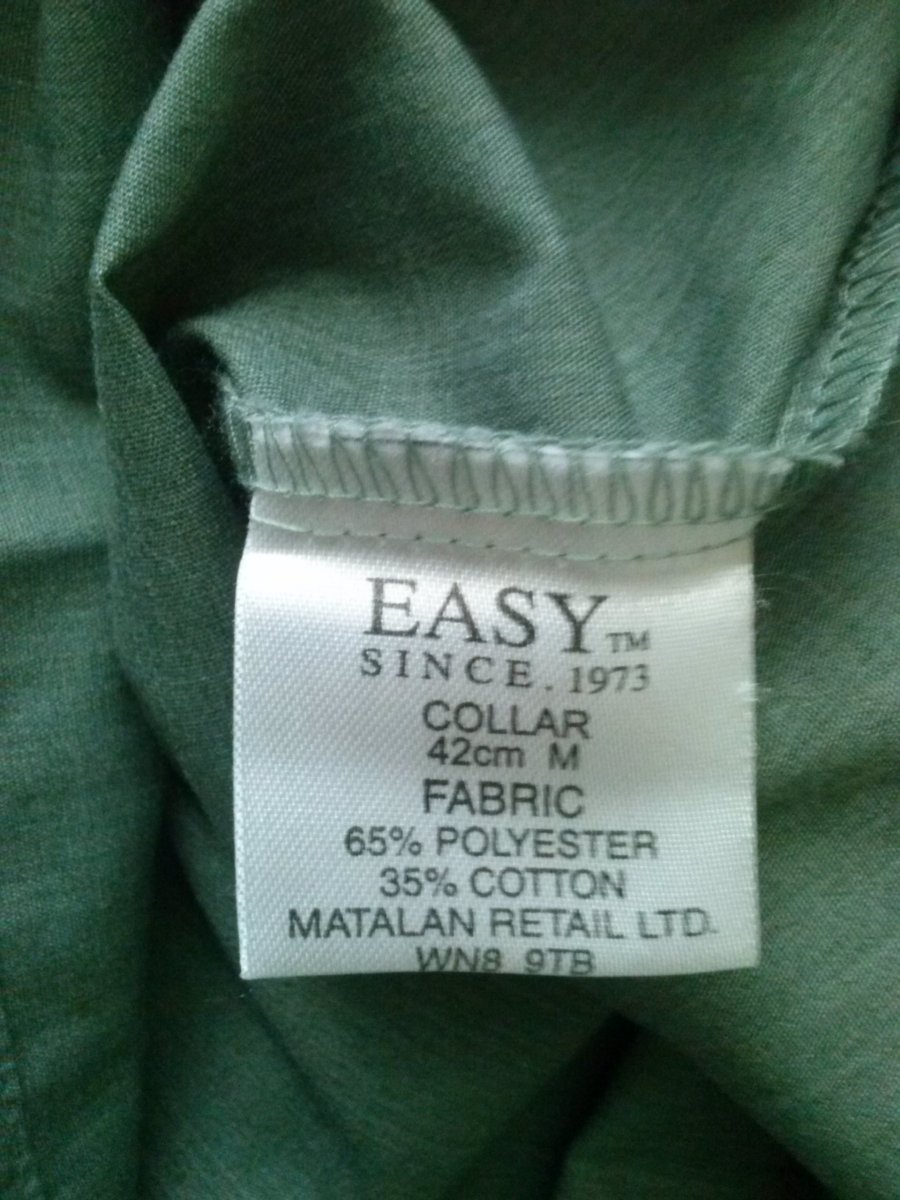 EASY™
SINCE. 1973
COLLAR
42cm M
FABRIC
65% POLYESTER
35% COTTON
MATALAN RETAIL LTD.
WN8 9TB